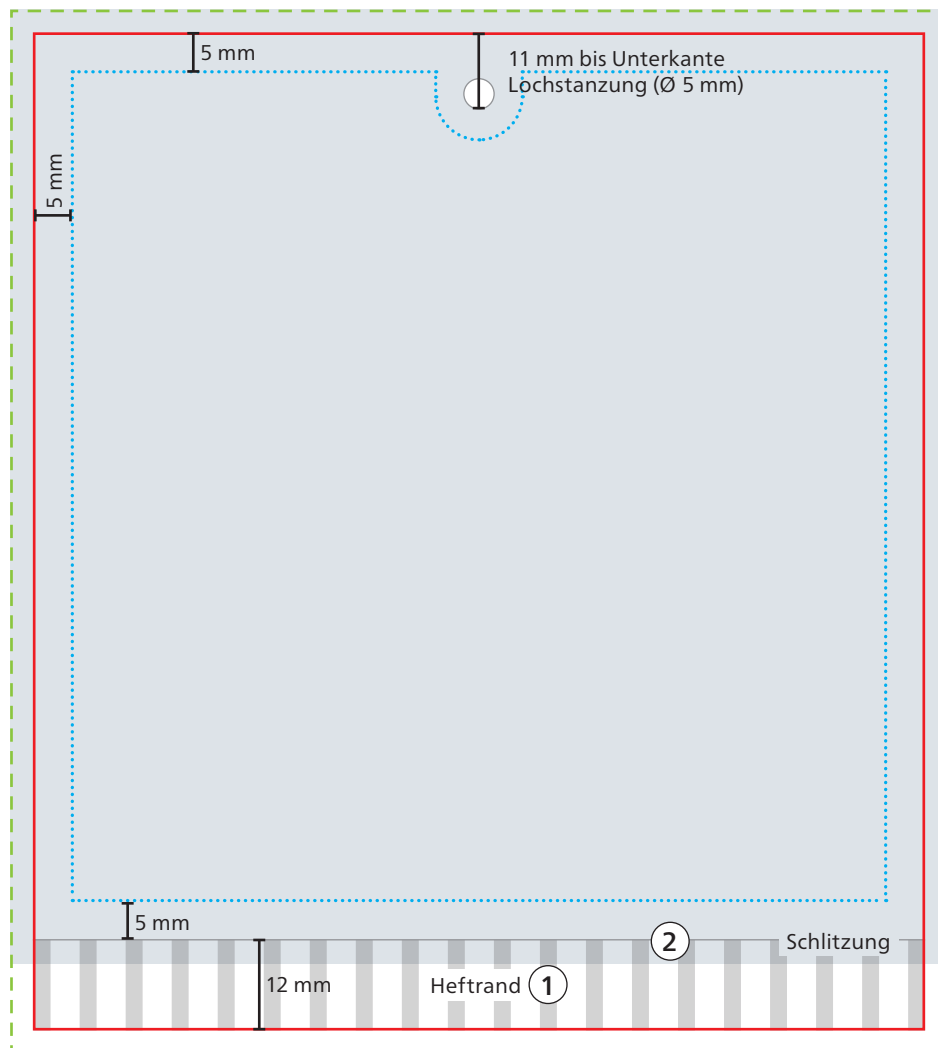 5 mm
11 mm bis Unterkante
Lochstanzung (Ø 5 mm)
5 mm
5 mm
2
Schlitzung
12 mm
Heftrand 1